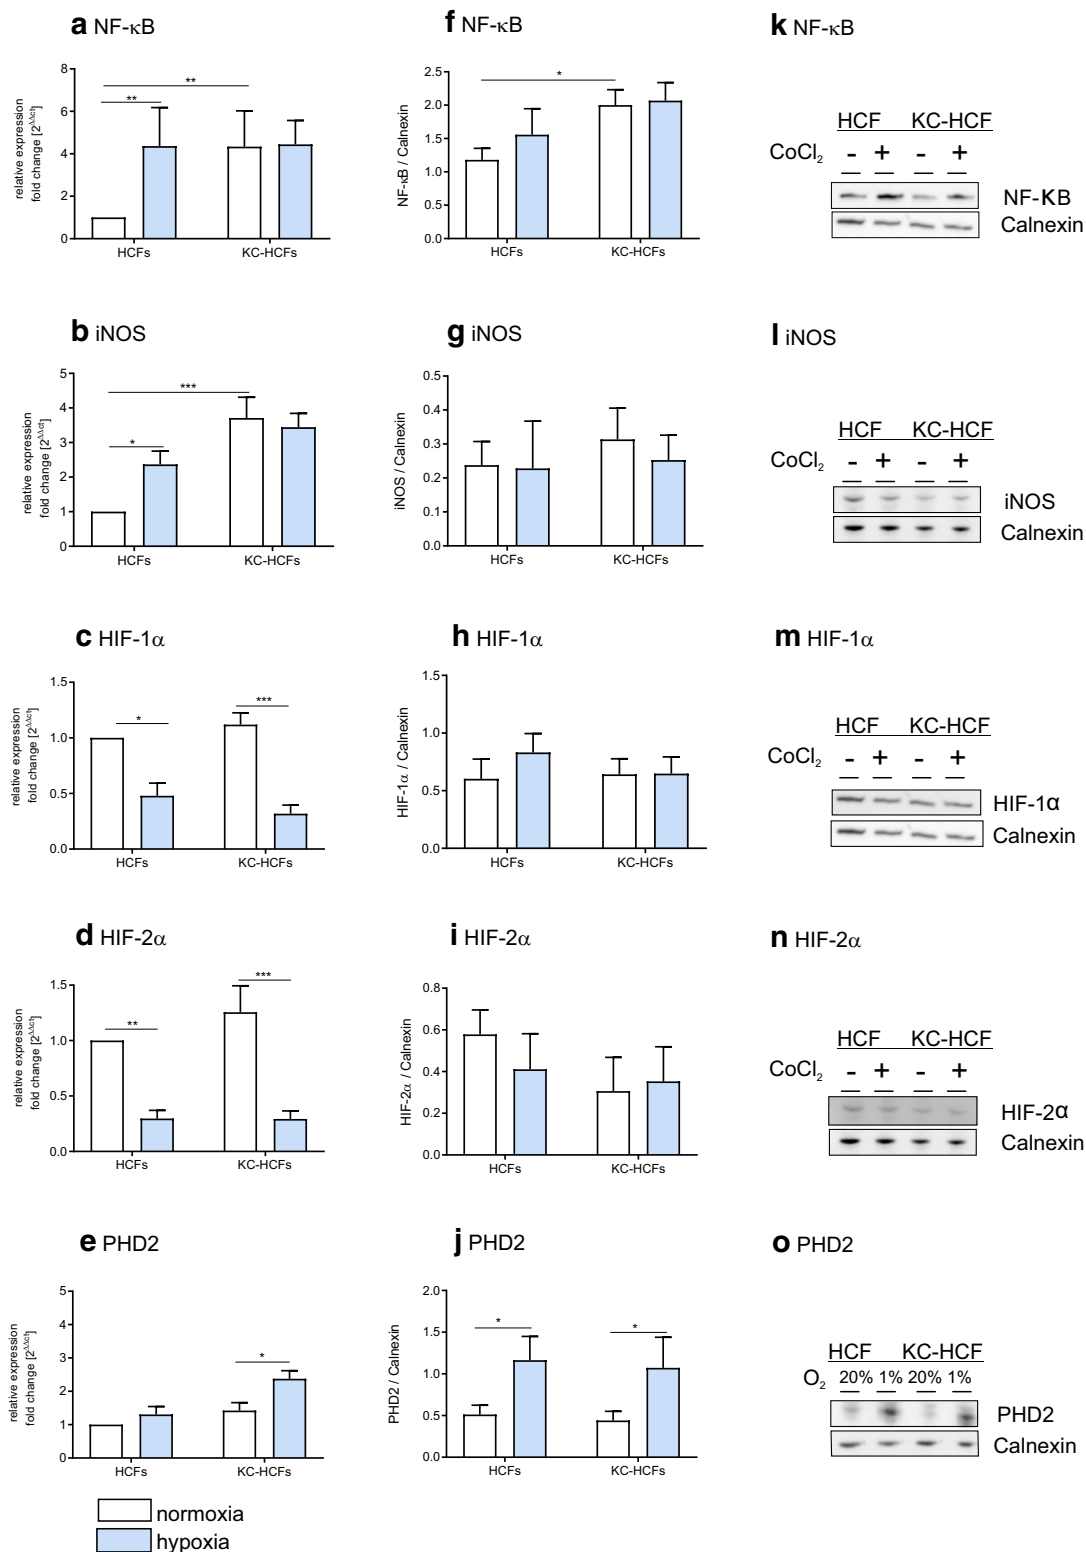 a NF-κB
relative expression
fold change [2^ΔΔct]
8
6
4
2
0
**
**
HCFs
KC-HCFs
f NF-κB
NF-κB / Calnexin
2.5
2.0
1.5
1.0
0.5
0.0
*
HCFs
KC-HCFs
k NF-κB
HCF KC-HCF
CoCl₂ - + - +
NF-κB
Calnexin
b iNOS
relative expression
fold change [2^ΔΔct]
5
4
3
2
1
0
***
*
HCFs
KC-HCFs
g iNOS
iNOS / Calnexin
0.5
0.4
0.3
0.2
0.1
0.0
HCFs
KC-HCFs
l iNOS
HCF KC-HCF
CoCl₂ - + - +
iNOS
Calnexin
c HIF-1α
relative expression
fold change [2^ΔΔct]
1.5
1.0
0.5
0.0
*
***
HCFs
KC-HCFs
h HIF-1α
HIF-1α / Calnexin
1.5
1.0
0.5
0.0
HCFs
KC-HCFs
m HIF-1α
HCF KC-HCF
CoCl₂ - + - +
HIF-1α
Calnexin
d HIF-2α
relative expression
fold change [2^ΔΔct]
1.5
1.0
0.5
0.0
**
***
HCFs
KC-HCFs
i HIF-2α
HIF-2α / Calnexin
0.8
0.6
0.4
0.2
0.0
HCFs
KC-HCFs
n HIF-2α
HCF KC-HCF
CoCl₂ - + - +
HIF-2α
Calnexin
e PHD2
relative expression
fold change [2^ΔΔct]
5
4
3
2
1
0
*
HCFs
KC-HCFs
j PHD2
PHD2 / Calnexin
2.0
1.5
1.0
0.5
0.0
*
*
HCFs
KC-HCFs
o PHD2
HCF KC-HCF
O₂ 20% 1% 20% 1%
PHD2
Calnexin
normoxia
hypoxia